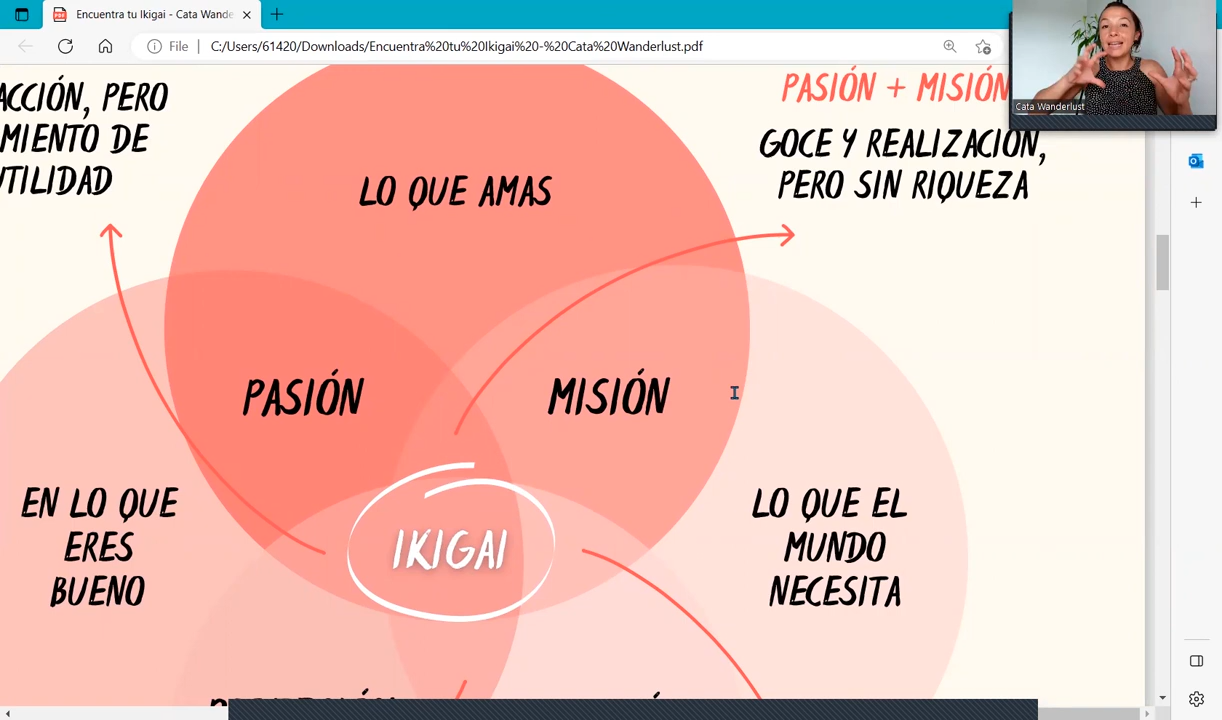 Encuentra tu Ikigai - Cata Wande
File
C:/Users/61420/Downloads/Encuentra%20tu%20Ikigai%20-%20Cata%20Wanderlust.pdf
Cata Wanderlust
ACCIÓN, PERO
MIENTO DE
UTILIDAD
PASIÓN + MISIÓN
GOCE Y REALIZACIÓN,
PERO SIN RIQUEZA
LO QUE AMAS
PASIÓN
MISIÓN
EN LO QUE
ERES
BUENO
IKIGAI
LO QUE EL
MUNDO
NECESITA